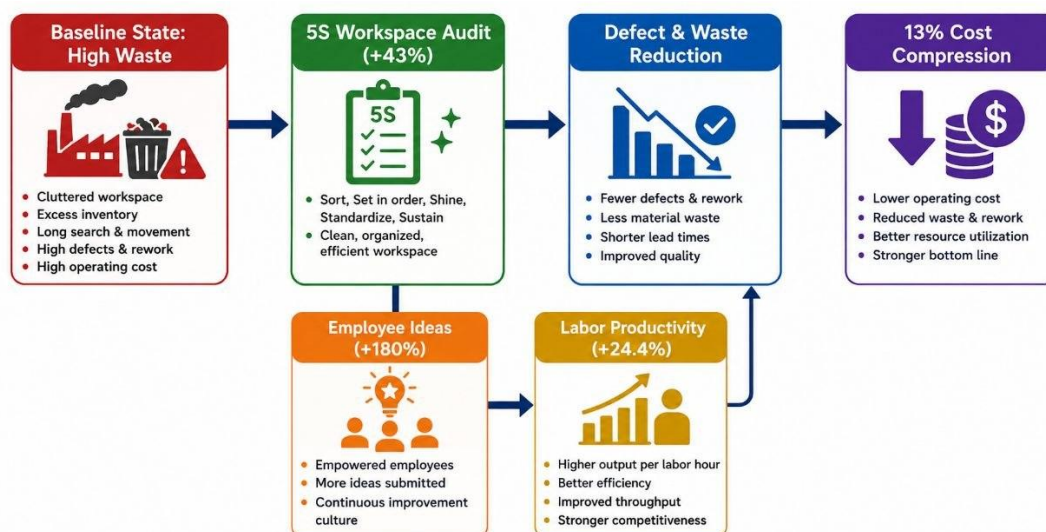 Baseline State:
High Waste
Cluttered workspace
Excess inventory
Long search & movement
High defects & rework
High operating cost
5S Workspace Audit
(+43%)
5S
Sort, Set in order, Shine,
Standardize, Sustain
Clean, organized,
efficient workspace
Defect & Waste
Reduction
Fewer defects & rework
Less material waste
Shorter lead times
Improved quality
13% Cost
Compression
$
Lower operating cost
Reduced waste & rework
Better resource utilization
Stronger bottom line
Employee Ideas
(+180%)
Empowered employees
More ideas submitted
Continuous improvement
culture
Labor Productivity
(+24.4%)
Higher output per labor hour
Better efficiency
Improved throughput
Stronger competitiveness